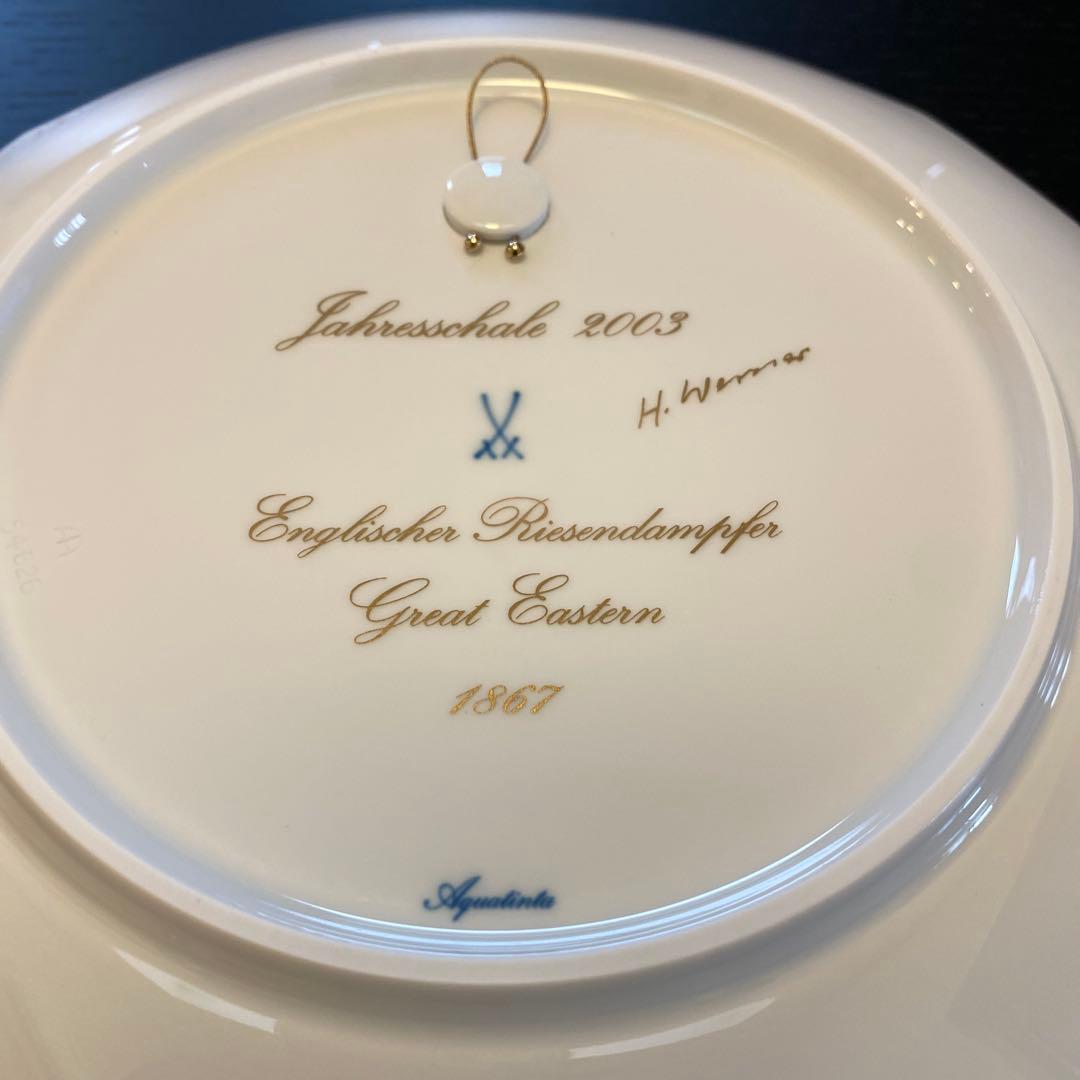 Jahresschale 2003
H. Werner
Englischer Riesendampfer
Great Eastern
1867
Aquatinta